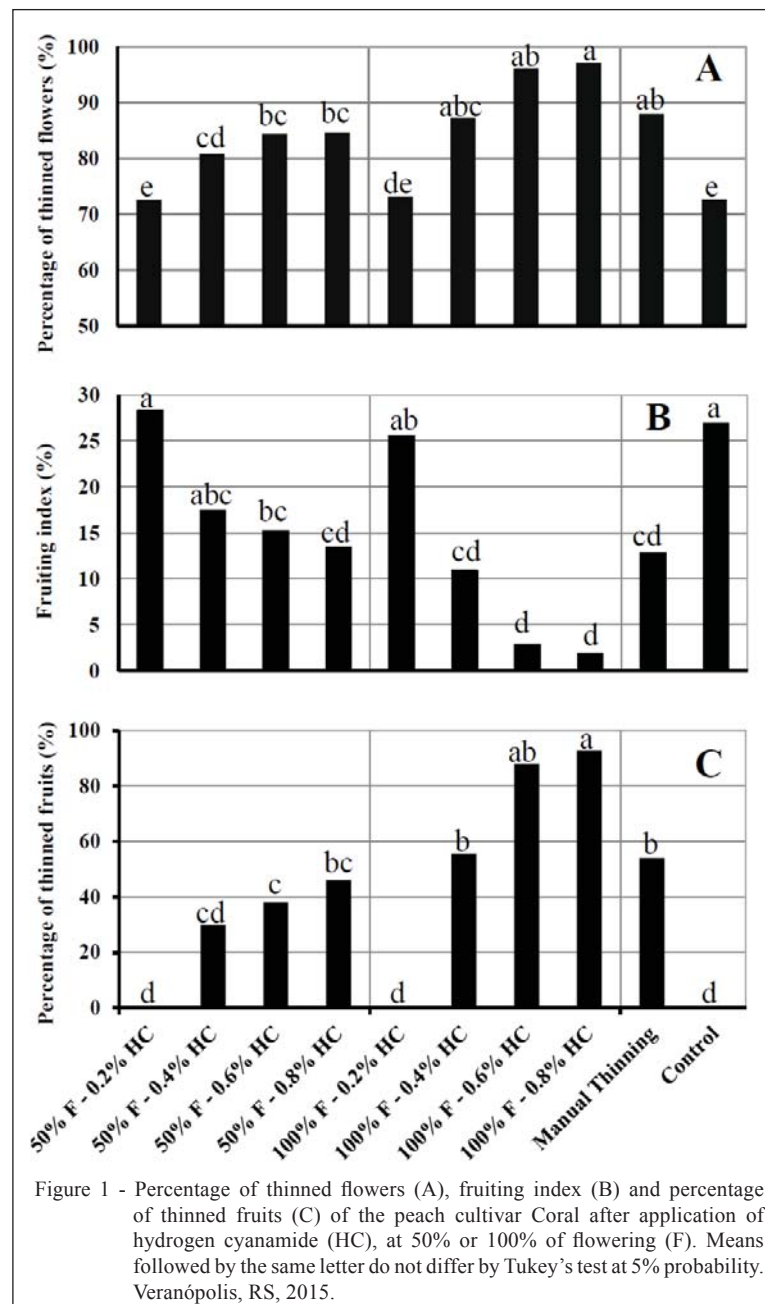 Percentage of thinned flowers (%)
100
90
80
70
60
50
A
e
cd
bc
bc
de
abc
ab
a
ab
e
Fruiting index (%)
30
25
20
15
10
5
0
B
a
abc
bc
cd
ab
cd
d
d
cd
a
Percentage of thinned fruits (%)
100
80
60
40
20
0
C
d
cd
c
bc
d
b
ab
a
b
d
50% F - 0.2% HC
50% F - 0.4% HC
50% F - 0.6% HC
50% F - 0.8% HC
100% F - 0.2% HC
100% F - 0.4% HC
100% F - 0.6% HC
100% F - 0.8% HC
Manual Thinning
Control
Figure 1 - Percentage of thinned flowers (A), fruiting index (B) and percentage
of thinned fruits (C) of the peach cultivar Coral after application of
hydrogen cyanamide (HC), at 50% or 100% of flowering (F). Means
followed by the same letter do not differ by Tukey's test at 5% probability.
Veranópolis, RS, 2015.